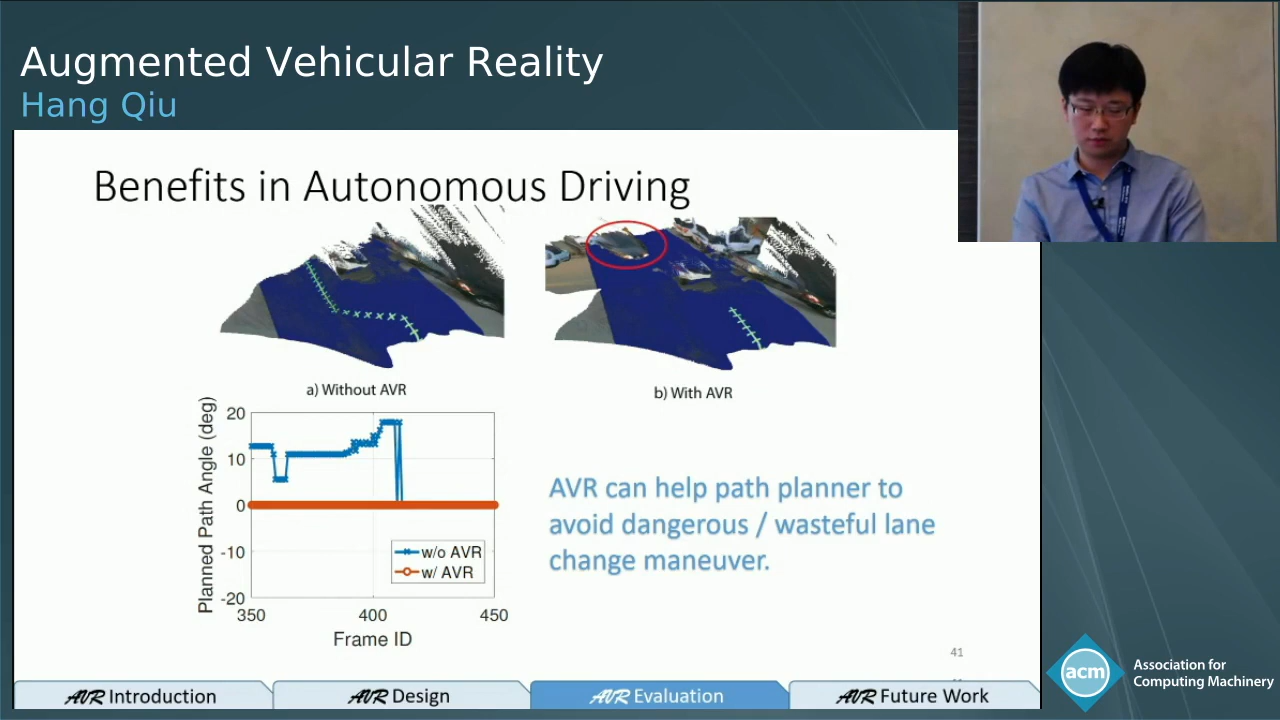 Augmented Vehicular Reality
Hang Qiu
Benefits in Autonomous Driving
a) Without AVR
b) With AVR
Planned Path Angle (deg)
20
10
0
-10
-20
350
400
450
Frame ID
w/o AVR
w/ AVR
AVR can help path planner to
avoid dangerous / wasteful lane
change maneuver.
41
AVR Introduction
AVR Design
AVR Evaluation
AVR Future Work
acm
Association for
Computing Machinery